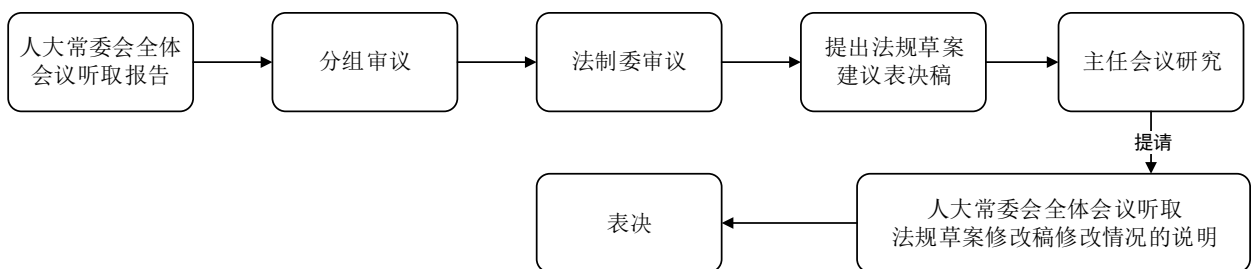 人大常委会全体
会议听取报告
分组审议
法制委审议
提出法规草案
建议表决稿
主任会议研究
提请
人大常委会全体会议听取
法规草案修改稿修改情况的说明
表决